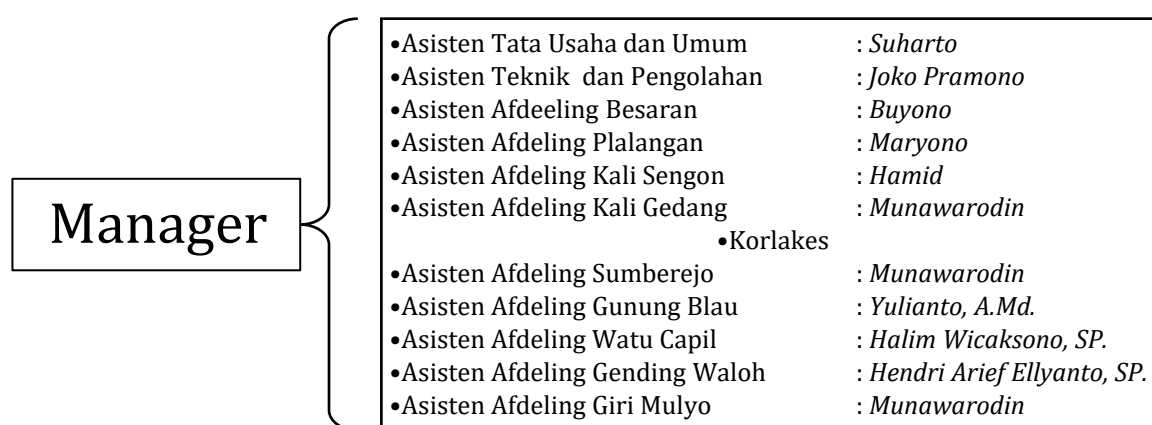 Manager
•Asisten Tata Usaha dan Umum : Suharto
•Asisten Teknik dan Pengolahan : Joko Pramono
•Asisten Afdeeling Besaran : Buyono
•Asisten Afdeling Plalangan : Maryono
•Asisten Afdeling Kali Sengon : Hamid
•Asisten Afdeling Kali Gedang : Munawarodin
•Korlakes
•Asisten Afdeling Sumberejo : Munawarodin
•Asisten Afdeling Gunung Blau : Yulianto, A.Md.
•Asisten Afdeling Watu Capil : Halim Wicaksono, SP.
•Asisten Afdeling Gending Waloh : Hendri Arief Ellyanto, SP.
•Asisten Afdeling Giri Mulyo : Munawarodin